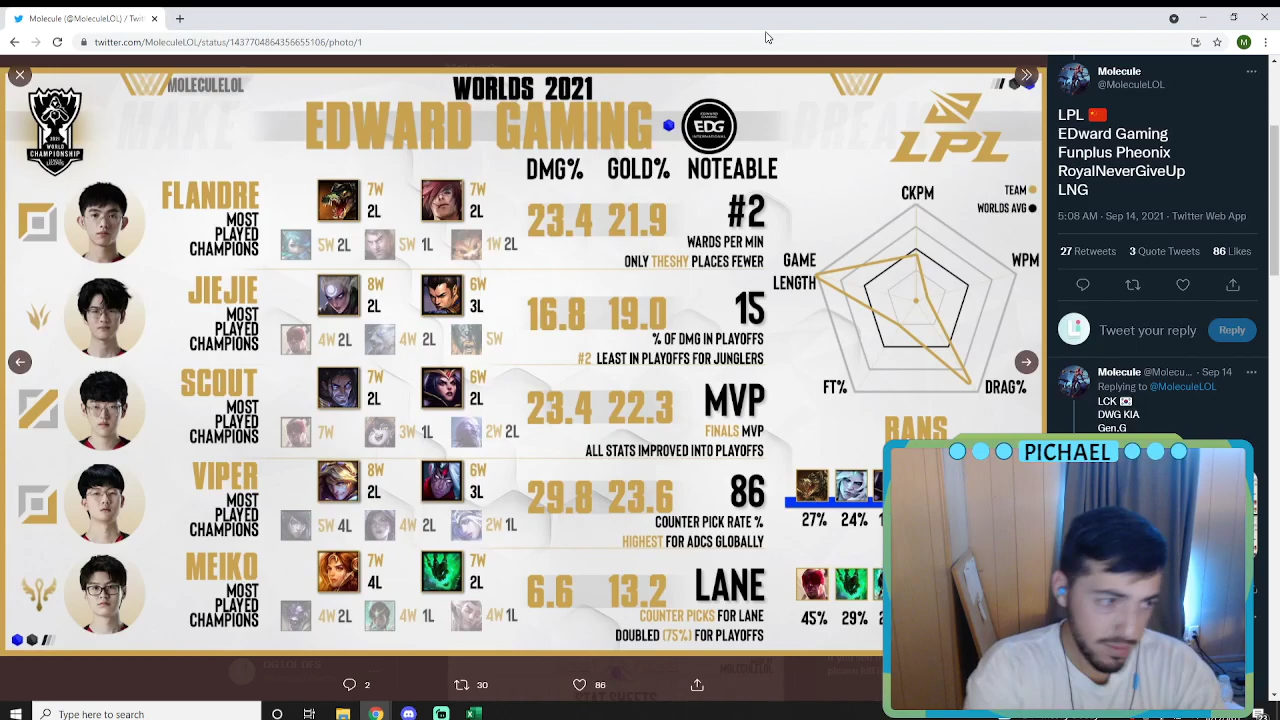 Molecule (@MoleculeLOL) / Twi
twitter.com/MoleculeLOL/status/1437704864356655106/photo/1
M
MOLECULELOL
WORLDS 2021
MAKE
EDWARD GAMING
BREA
EDG
LPL
WORLD
CHAMPIONSHIP
DMG% GOLD% NOTEABLE
FLANDRE
MOST
PLAYED
CHAMPIONS
7W
2L
7W
2L
5W 2L
5W 1L
1W 2L
23.4 21.9
#2
WARDS PER MIN
ONLY THESHY PLACES FEWER
JIEJIE
MOST
PLAYED
CHAMPIONS
8W
2L
6W
3L
4W 2L
4W 2L
5W
16.8 19.0
15
% OF DMG IN PLAYOFFS
#2 LEAST IN PLAYOFFS FOR JUNGLERS
SCOUT
MOST
PLAYED
CHAMPIONS
7W
2L
6W
2L
7W
3W 1L
2W 2L
23.4 22.3
MVP
FINALS MVP
ALL STATS IMPROVED INTO PLAYOFFS
VIPER
MOST
PLAYED
CHAMPIONS
8W
2L
6W
3L
5W 4L
4W 2L
2W 1L
29.8 23.6
86
COUNTER PICK RATE %
HIGHEST FOR ADCS GLOBALLY
MEIKO
MOST
PLAYED
CHAMPIONS
7W
4L
7W
2L
4W 2L
4W 1L
4W 1L
6.6 13.2
LANE
COUNTER PICKS FOR LANE
DOUBLED (75%) FOR PLAYOFFS
CKPM
TEAM
WORLDS AVG
GAME
LENGTH
WPM
FT%
DRAG%
BANS
27% 24%
45% 29%
2
30
86
Molecule
@MoleculeLOL
LPL
EDward Gaming
Funplus Pheonix
RoyalNeverGiveUp
LNG
5:08 AM · Sep 14, 2021 · Twitter Web App
27 Retweets 3 Quote Tweets 86 Likes
Tweet your reply
Reply
Molecule @Molecu... · Sep 14
Replying to @MoleculeLOL
LCK
DWG KIA
Gen.G
PICHAEL
Type here to search